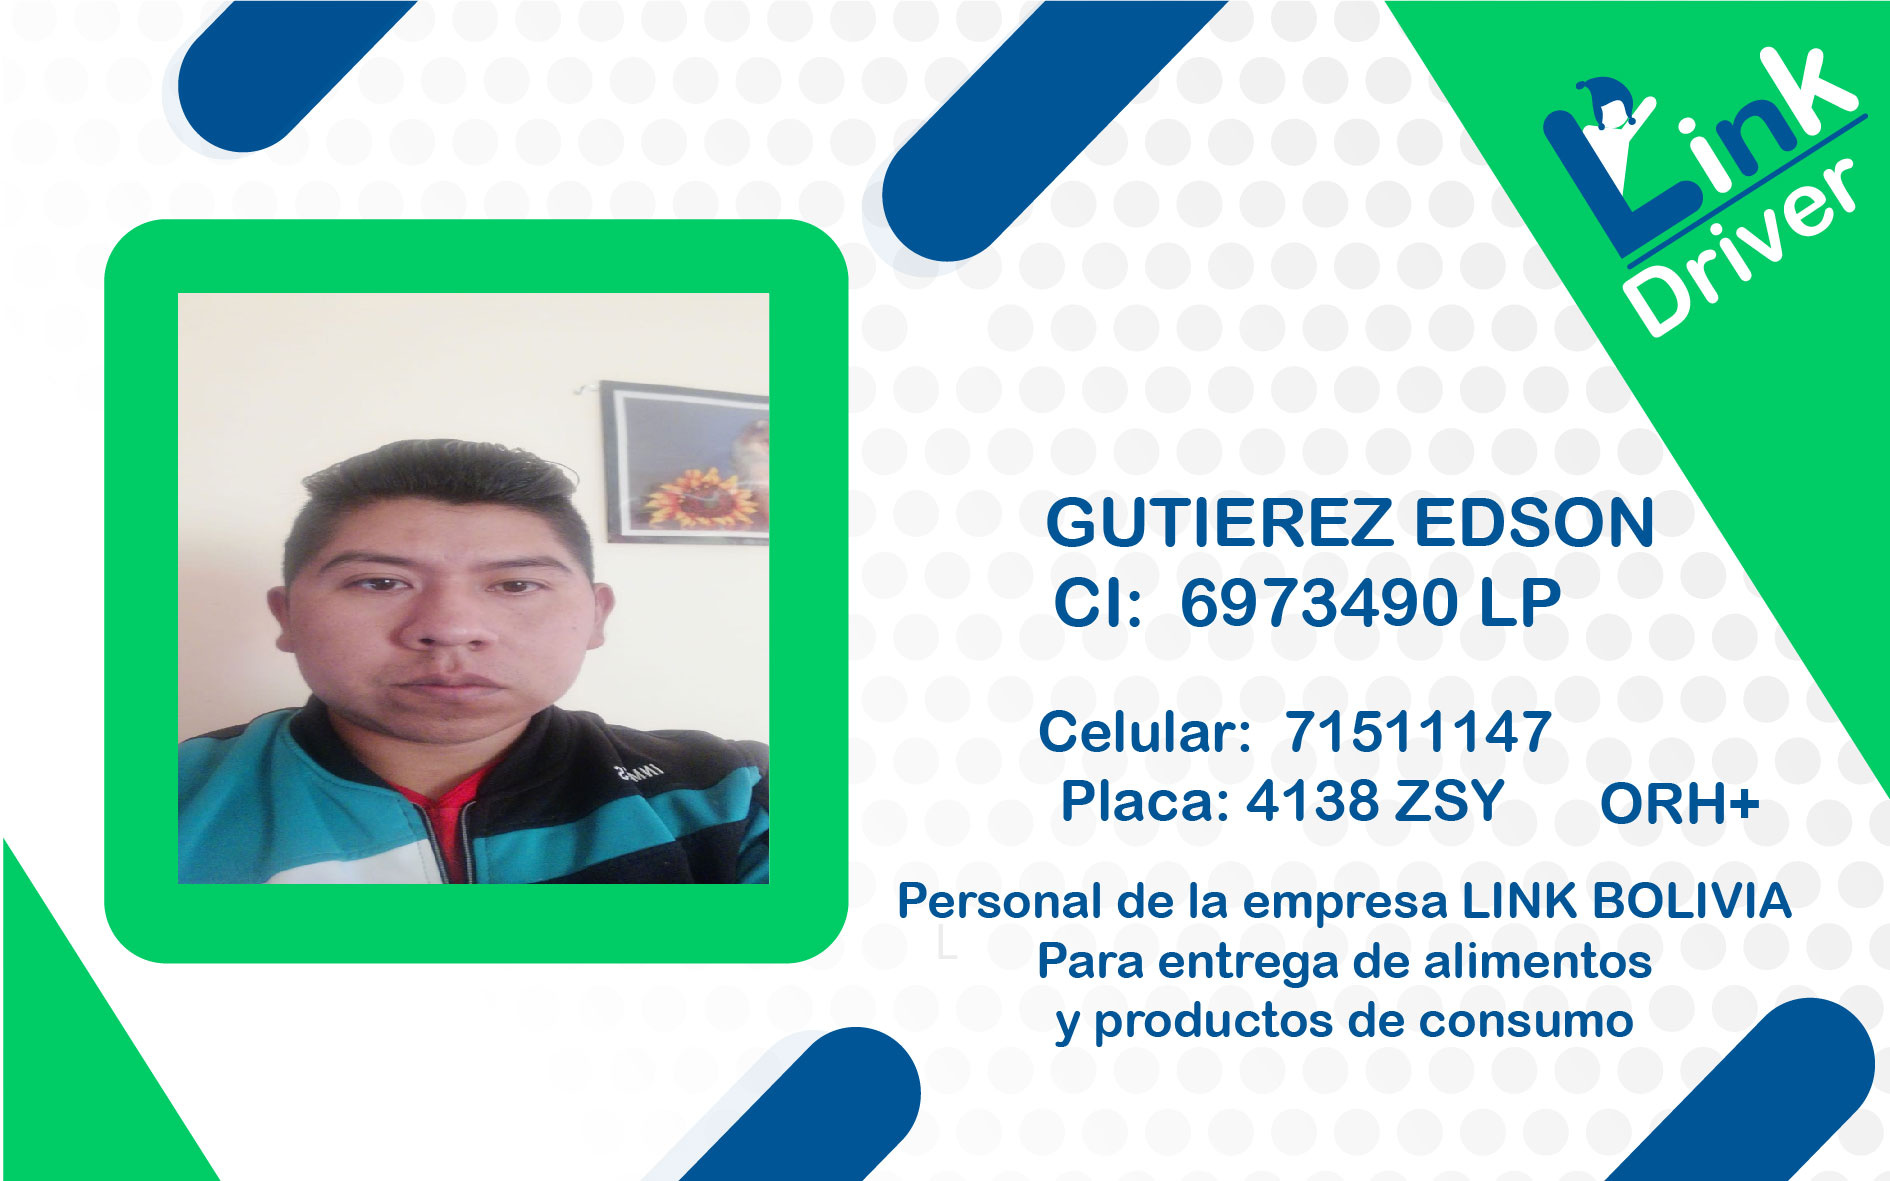 Link
Driver
GUTIEREZ EDSON
CI: 6973490 LP
Celular: 71511147
Placa: 4138 ZSY ORH+
Personal de la empresa LINK BOLIVIA
L
Para entrega de alimentos
y productos de consumo